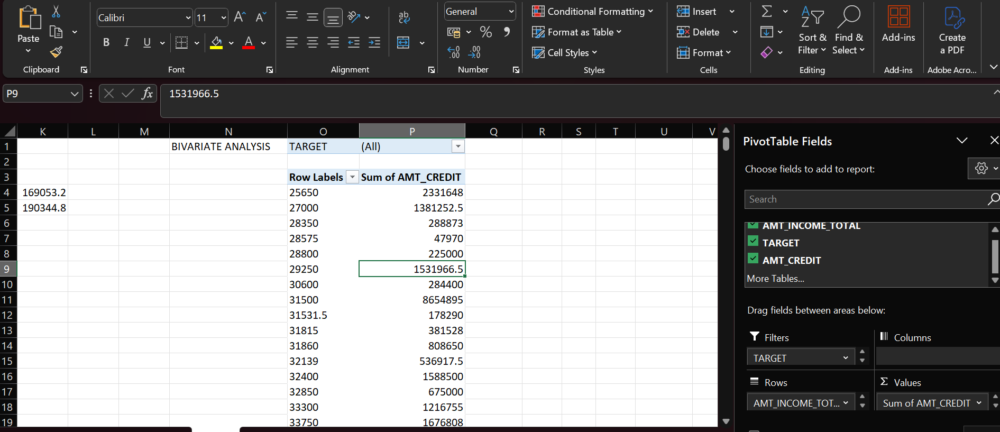 Calibri
11
General
Conditional Formatting
Insert
Σ
Paste
B I U
A
ab
%
Format as Table
Delete
Sort & Filter
Find & Select
Add-ins
Create a PDF
Cell Styles
Format
Clipboard
Font
Alignment
Number
Styles
Cells
Editing
Add-ins
Adobe Acro...
P9
fx
1531966.5
K L M N O P Q R S T U V
1 BIVARIATE ANALYSIS TARGET (All)
2
3 Row Labels Sum of AMT_CREDIT
4 169053.2 25650 2331648
5 190344.8 27000 1381252.5
6 28350 288873
7 28575 47970
8 28800 225000
9 29250 1531966.5
10 30600 284400
11 31500 8654895
12 31531.5 178290
13 31815 381528
14 31860 808650
15 32139 536917.5
16 32400 1588500
17 32850 675000
18 33300 1216755
19 33750 1676808
PivotTable Fields
Choose fields to add to report:
Search
AMT_INCOME_TOTAL
TARGET
AMT_CREDIT
More Tables...
Drag fields between areas below:
Filters
Columns
TARGET
Rows
Σ Values
AMT_INCOME_TOT...
Sum of AMT_CREDIT